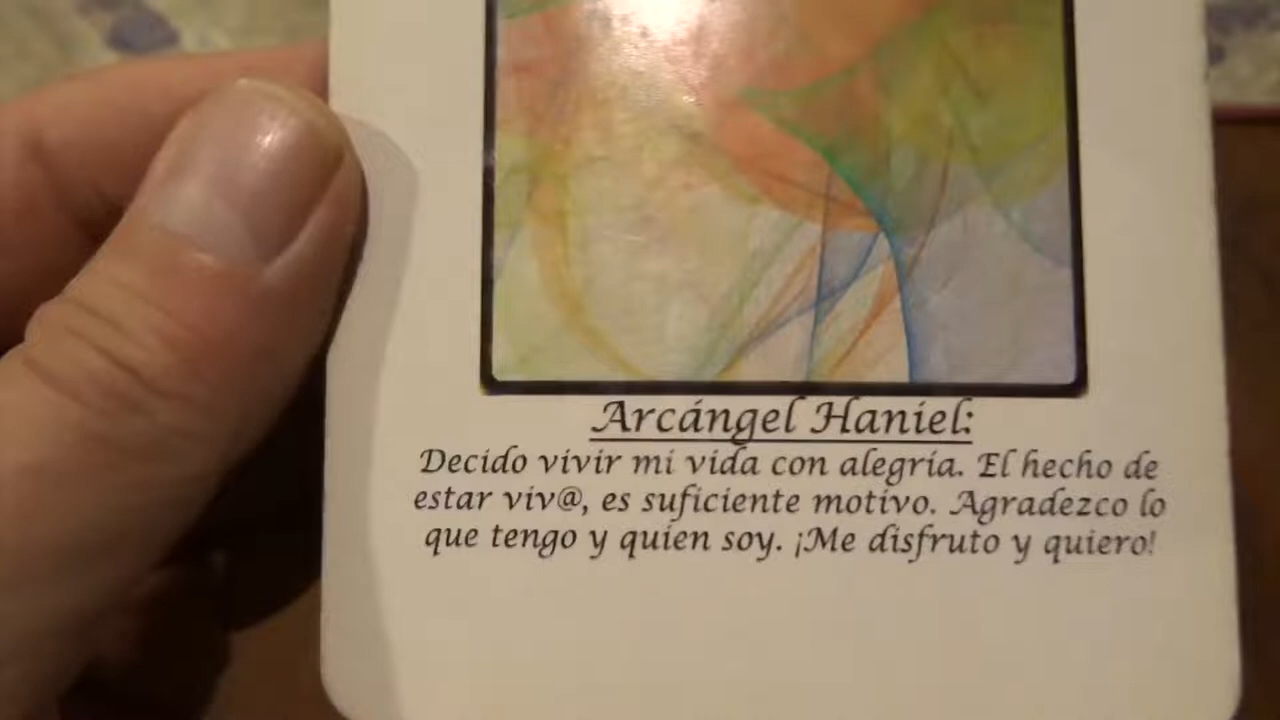 Arcángel Haniel:
Decido vivir mi vida con alegría. El hecho de
estar viv@, es suficiente motivo. Agradezco lo
que tengo y quien soy. ¡Me disfruto y quiero!